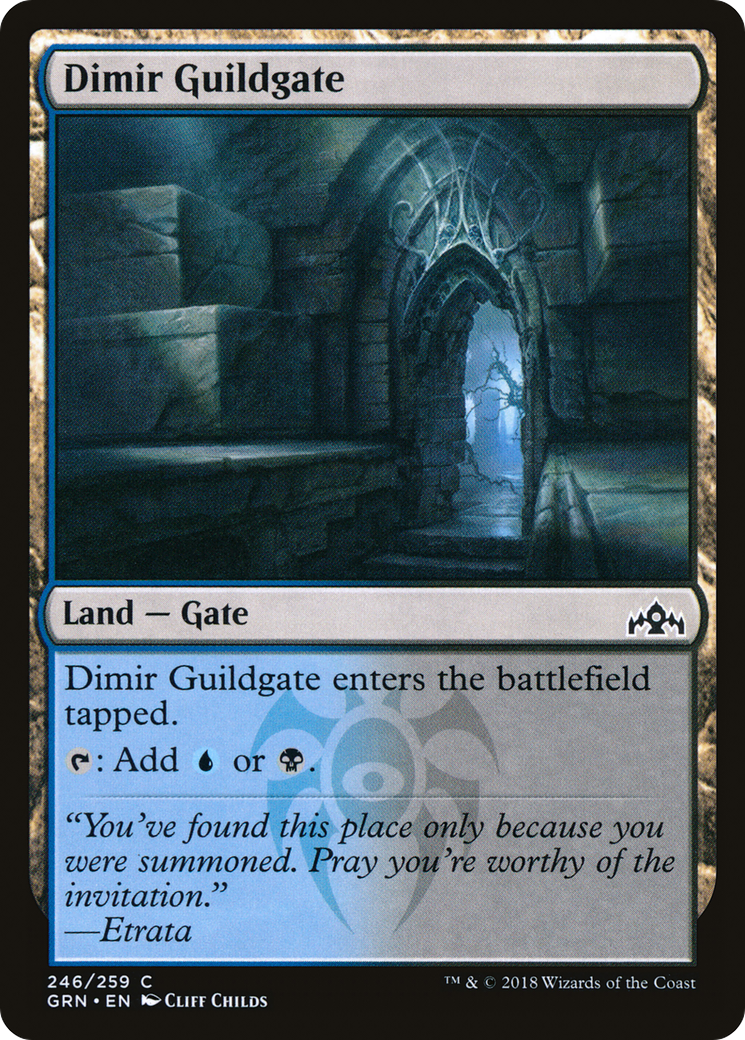 Dimir Guildgate
Land — Gate
Dimir Guildgate enters the battlefield
tapped.
: Add or .
“You’ve found this place only because you
were summoned. Pray you’re worthy of the
invitation.”
—Etrata
246/259 C
™ & © 2018 Wizards of the Coast
GRN • EN Cliff Childs